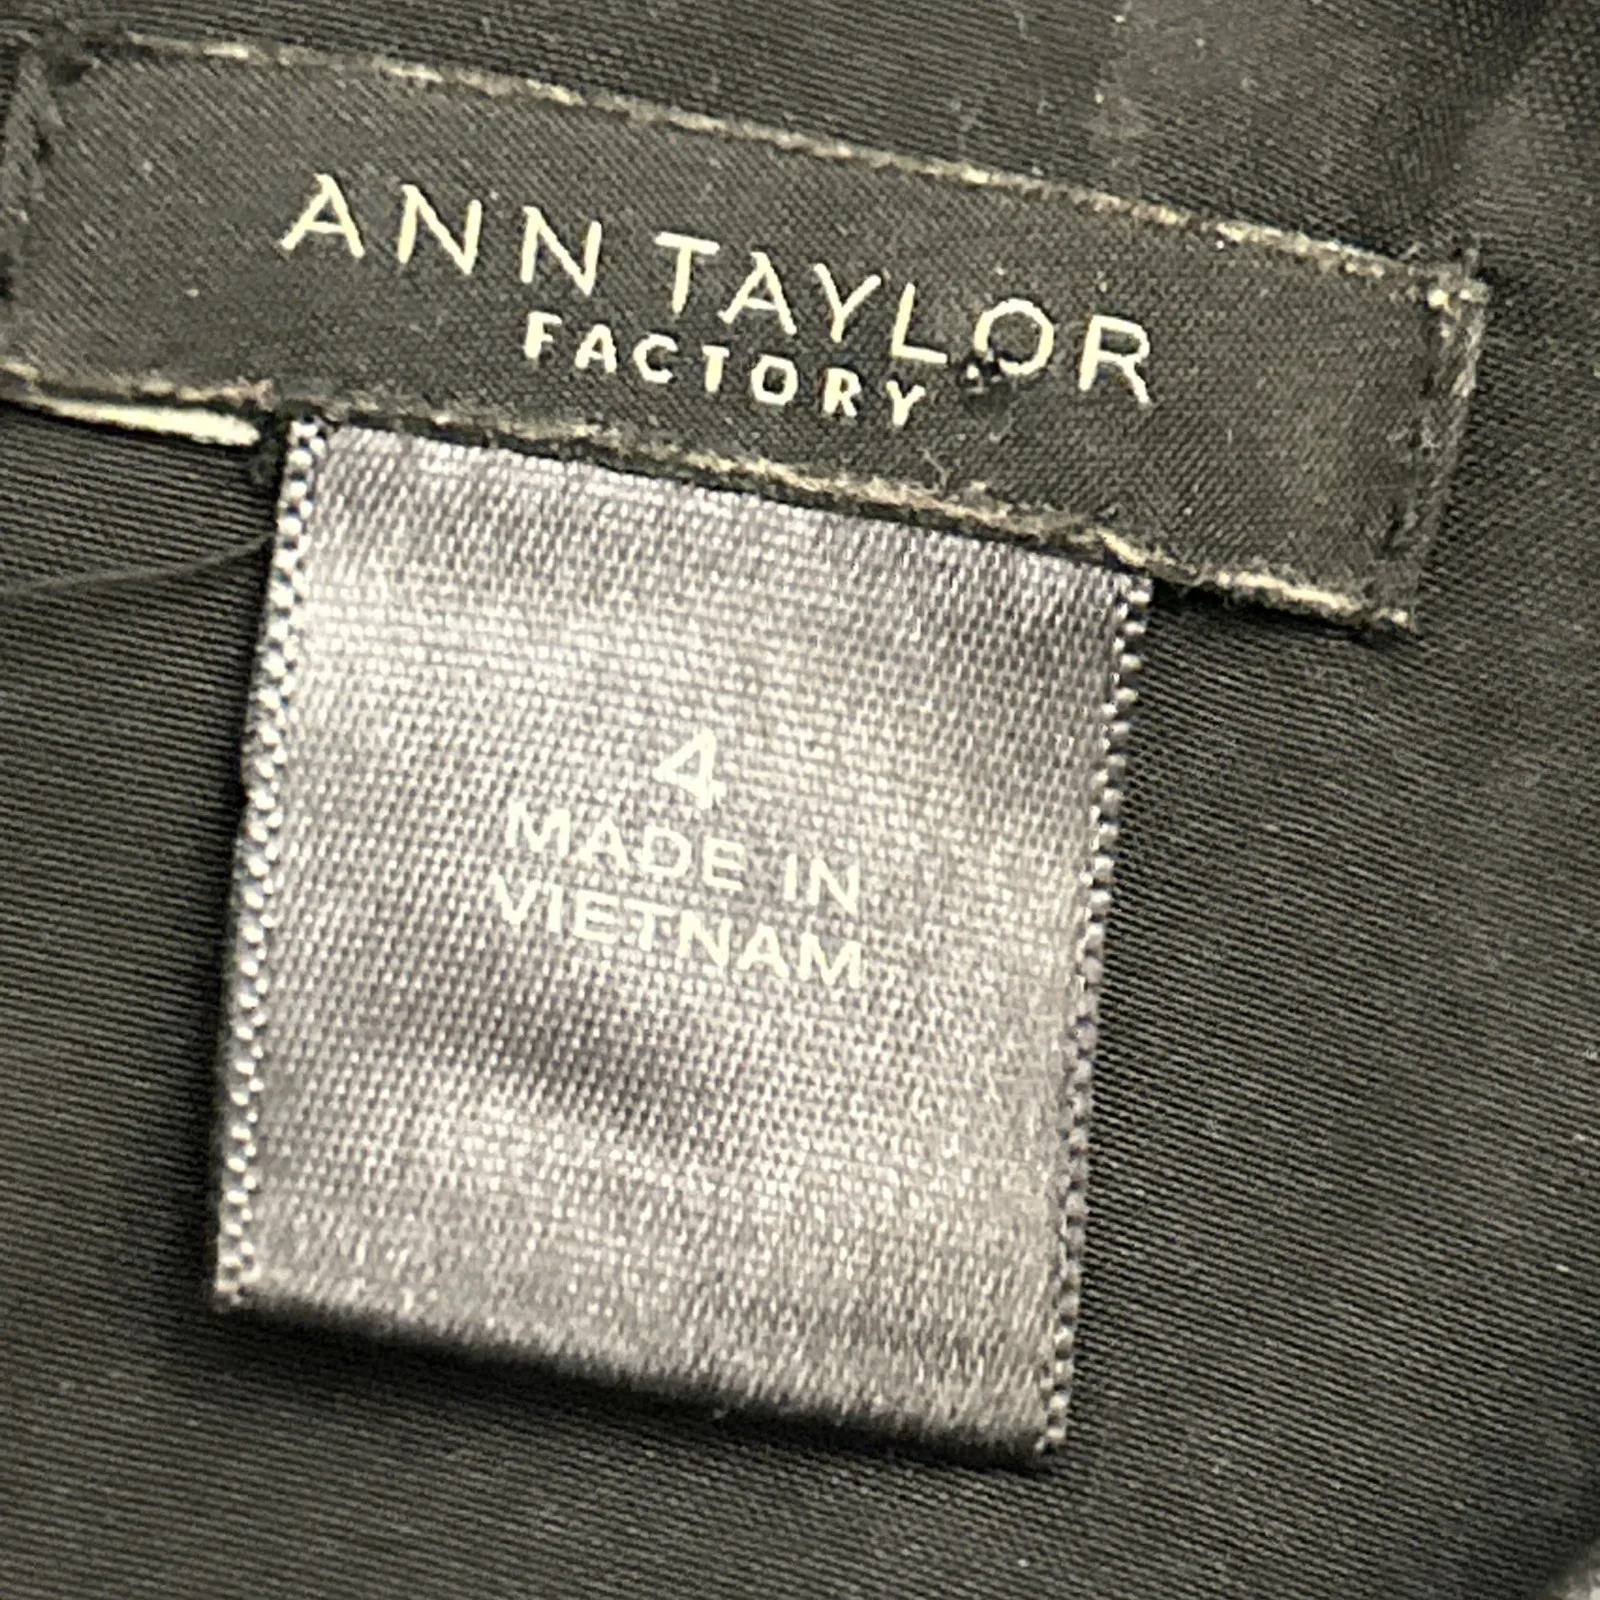 ANN TAYLOR
FACTORY
4
MADE IN
VIETNAM